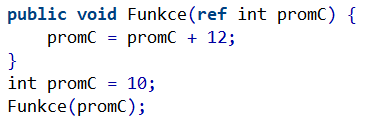 public void Funkce(ref int promC) {
    promC = promC + 12;
}
int promC = 10;
Funkce(promC);